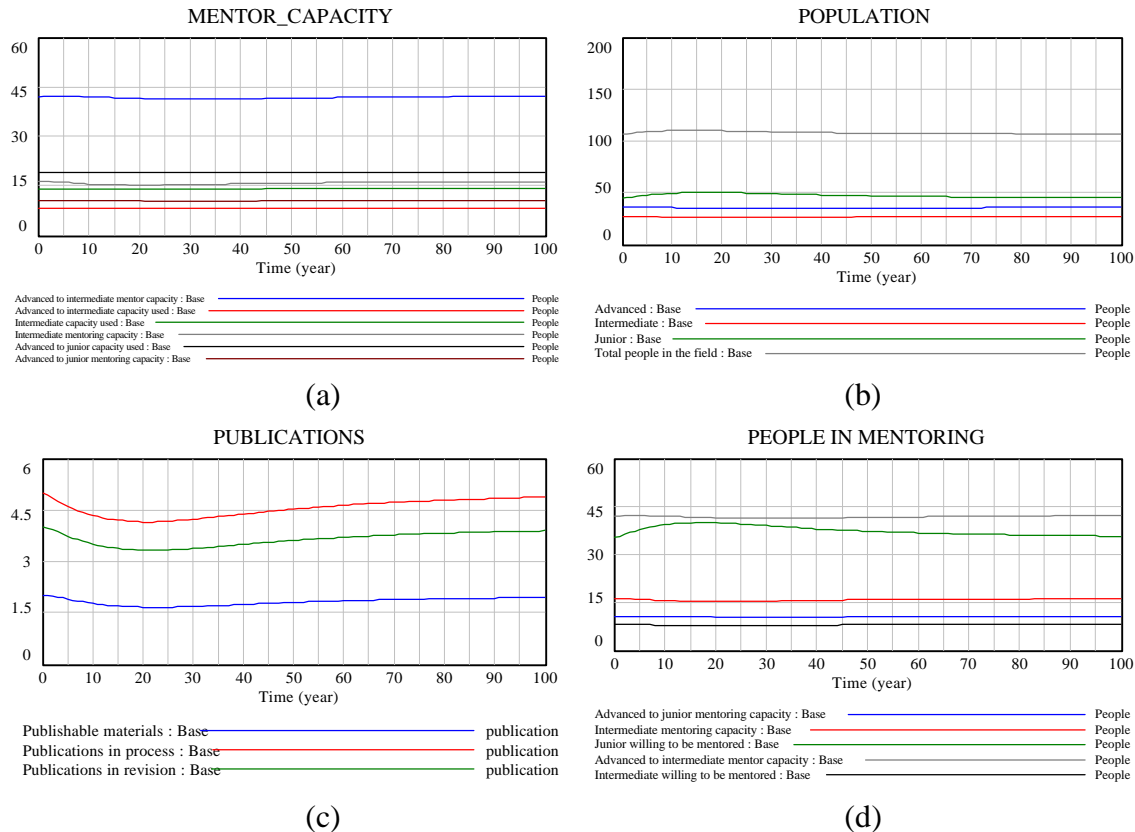 MENTOR_CAPACITY
60
45
30
15
0
0 10 20 30 40 50 60 70 80 90 100
Time (year)
Advanced to intermediate mentor capacity : Base People
Advanced to intermediate capacity used : Base People
Intermediate capacity used : Base People
Intermediate mentoring capacity : Base People
Advanced to junior capacity used : Base People
Advanced to junior mentoring capacity : Base People
(a)
POPULATION
200
150
100
50
0
0 10 20 30 40 50 60 70 80 90 100
Time (year)
Advanced : Base People
Intermediate : Base People
Junior : Base People
Total people in the field : Base People
(b)
PUBLICATIONS
6
4.5
3
1.5
0
0 10 20 30 40 50 60 70 80 90 100
Time (year)
Publishable materials : Base publication
Publications in process : Base publication
Publications in revision : Base publication
(c)
PEOPLE IN MENTORING
60
45
30
15
0
0 10 20 30 40 50 60 70 80 90 100
Time (year)
Advanced to junior mentoring capacity : Base People
Intermediate mentoring capacity : Base People
Junior willing to be mentored : Base People
Advanced to intermediate mentor capacity : Base People
Intermediate willing to be mentored : Base People
(d)